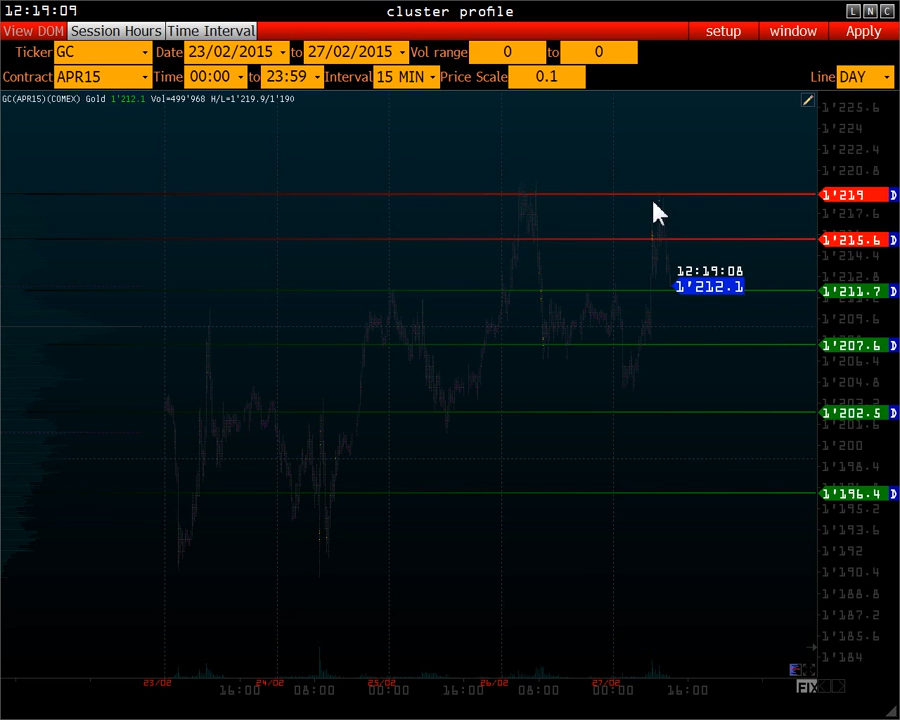 12:19:09 cluster profile L N C
View DOM Session Hours Time Interval setup window Apply
Ticker GC Date 23/02/2015 to 27/02/2015 Vol range 0 to 0
Contract APR15 Time 00:00 to 23:59 Interval 15 MIN Price Scale 0.1 Line DAY
GC(APR15)(COMEX) Gold 1'212.1 Vol=499'968 H/L=1'219.9/1'190
1'225.6
1'224
1'222.4
1'220.8
1'219 D
1'217.6
1'215.6 D
1'214.4
12:19:08
1'212.8
1'212.1
1'211.7 D
1'209.6
1'207.6 D
1'206.4
1'204.8
1'202.5 D
1'201.6
1'200
1'198.4
1'196.4 D
1'195.2
1'193.6
1'192
1'190.4
1'188.8
1'187.2
1'185.6
1'184
23/02 24/02 25/02 26/02 27/02
16:00 08:00 00:00 16:00 08:00 00:00 16:00
FIX